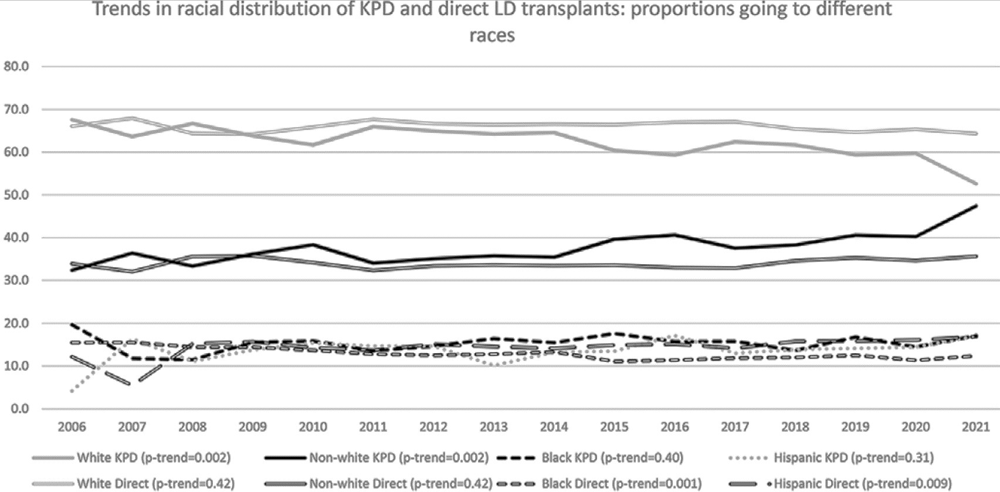 Trends in racial distribution of KPD and direct LD transplants: proportions going to different
races
80.0
70.0
60.0
50.0
40.0
30.0
20.0
10.0
0.0
2006 2007 2008 2009 2010 2011 2012 2013 2014 2015 2016 2017 2018 2019 2020 2021
White KPD (p-trend=0.002) Non-white KPD (p-trend=0.002) Black KPD (p-trend=0.40) Hispanic KPD (p-trend=0.31)
White Direct (p-trend=0.42) Non-white Direct (p-trend=0.42) Black Direct (p-trend=0.001) Hispanic Direct (p-trend=0.009)